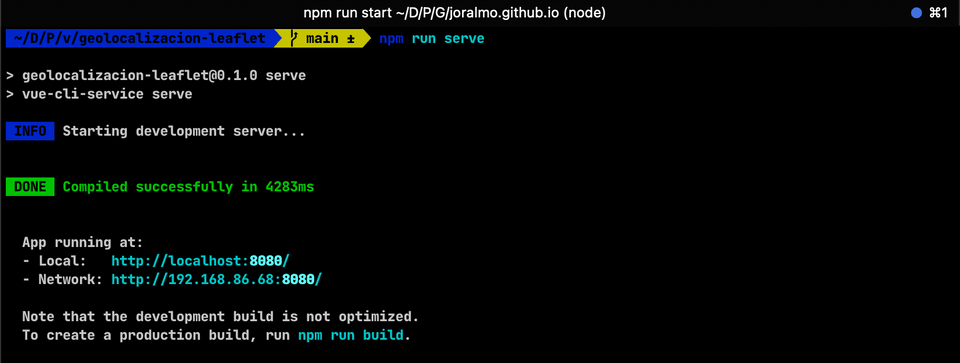 npm run start ~/D/P/G/joralmo.github.io (node) ⌘1
~/D/P/v/geolocalizacion-leaflet main ± npm run serve
> geolocalizacion-leaflet@0.1.0 serve
> vue-cli-service serve
INFO Starting development server...
DONE Compiled successfully in 4283ms
App running at:
- Local: http://localhost:8080/
- Network: http://192.168.86.68:8080/
Note that the development build is not optimized.
To create a production build, run npm run build.